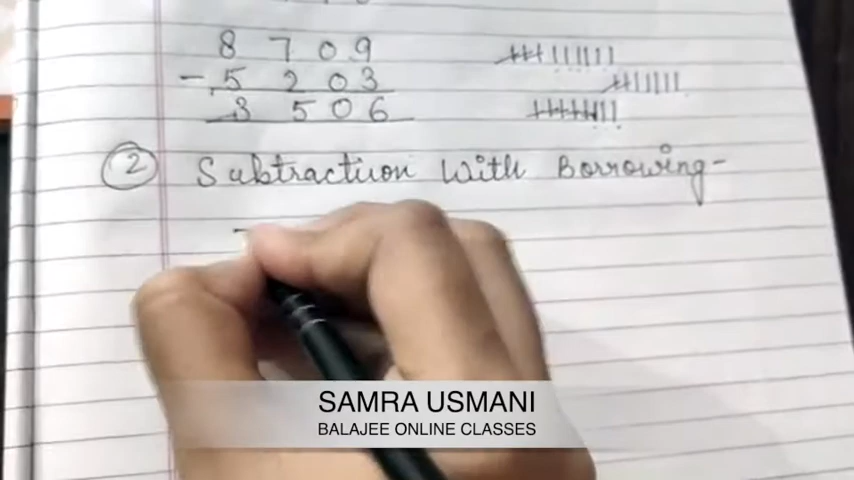 8 7 0 9
- 5 2 0 3
3 5 0 6
2 Subtraction With Borrowing-
SAMRA USMANI
BALAJEE ONLINE CLASSES